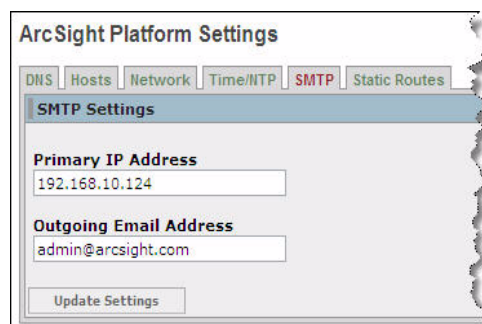 ArcSight Platform Settings
DNS Hosts Network Time/NTP SMTP Static Routes
SMTP Settings
Primary IP Address
192.168.10.124
Outgoing Email Address
admin@arcsight.com
Update Settings